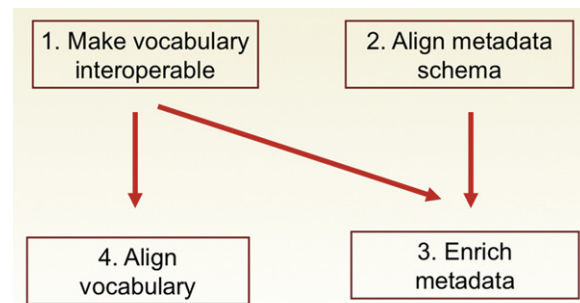 1. Make vocabulary
interoperable
2. Align metadata
schema
4. Align
vocabulary
3. Enrich
metadata